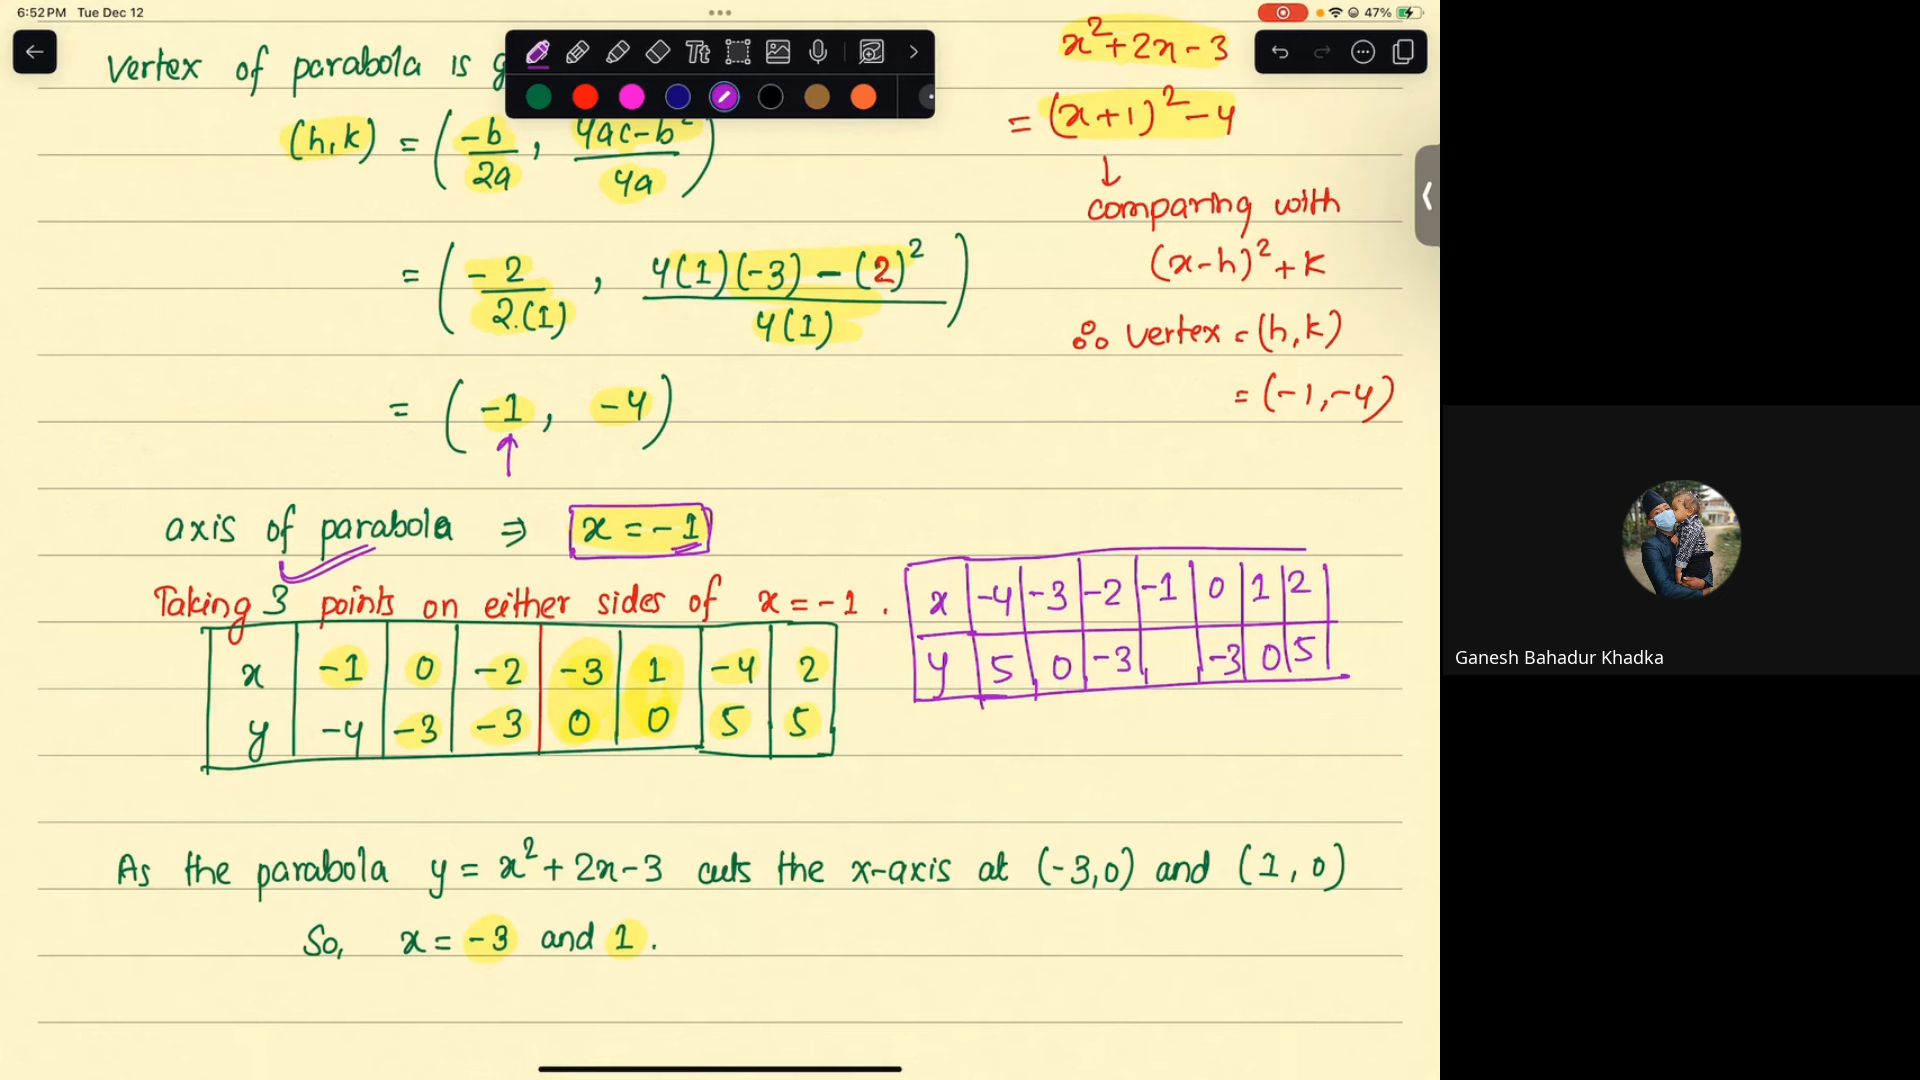 6:52 PM Tue Dec 12
47%
Tt
vertex of parabola is g
(h,k) = (-b/2a, 4ac-b²/4a)
= (-2/2.(1), 4(1)(-3) - (2)²/4(1))
= (-1, -4)
x²+2x-3
= (x+1)²-4
↓
comparing with
(x-h)²+k
∴ vertex = (h,k)
= (-1,-4)
axis of parabola ⇒ x = -1
Taking 3 points on either sides of x = -1.
x -1 0 -2 -3 1 -4 2
y -4 -3 -3 0 0 5 5
x -4 -3 -2 -1 0 1 2
y 5 0 -3 -3 0 5
As the parabola y = x²+2x-3 cuts the x-axis at (-3,0) and (1,0)
So, x = -3 and 1.
Ganesh Bahadur Khadka